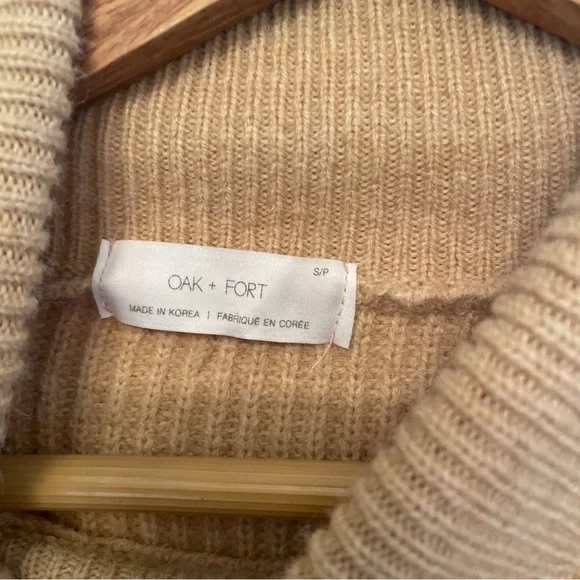 S/P
OAK + FORT
MADE IN KOREA | FABRIQUÉ EN CORÉE